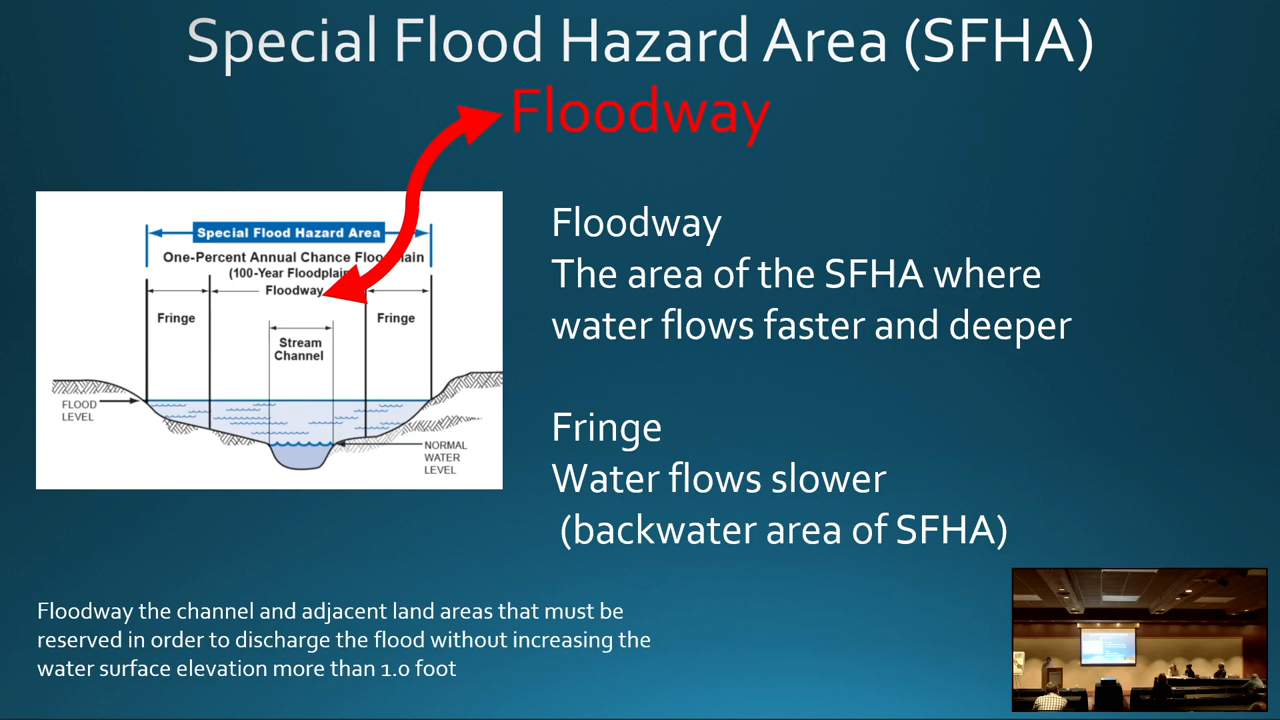 Special Flood Hazard Area (SFHA)
Floodway
Special Flood Hazard Area
One-Percent Annual Chance Floodplain
(100-Year Floodplain
Floodway
Fringe
Fringe
Stream
Channel
FLOOD
LEVEL
NORMAL
WATER
LEVEL
Floodway
The area of the SFHA where
water flows faster and deeper
Fringe
Water flows slower
(backwater area of SFHA)
Floodway the channel and adjacent land areas that must be
reserved in order to discharge the flood without increasing the
water surface elevation more than 1.0 foot